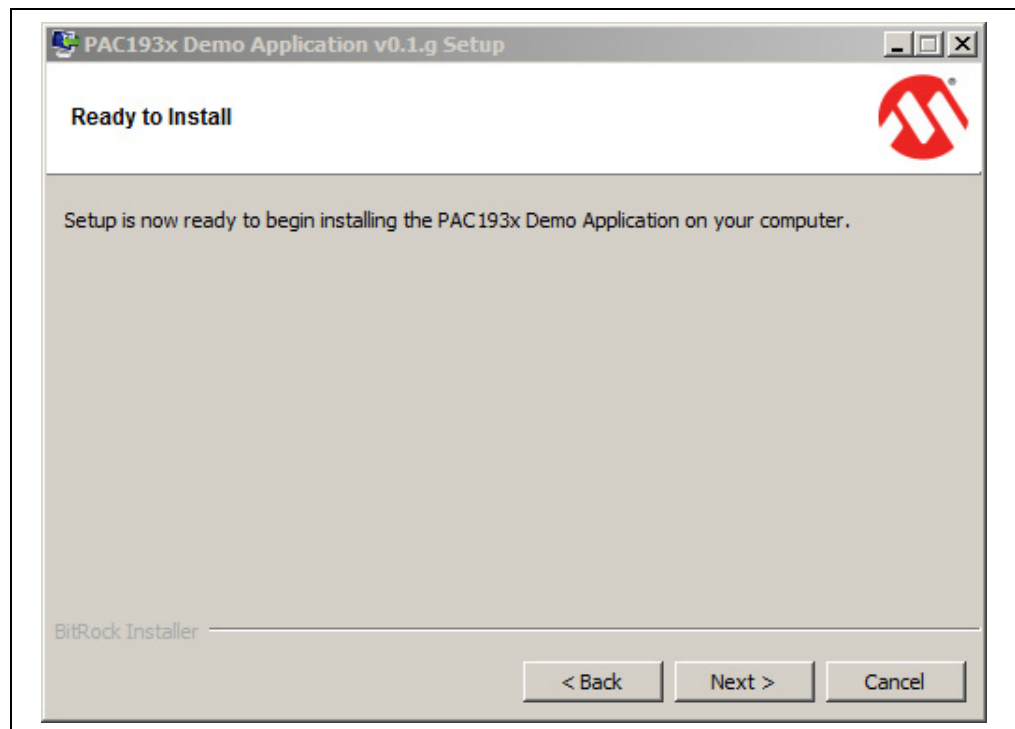 PAC193x Demo Application v0.1.g Setup
Ready to Install
Setup is now ready to begin installing the PAC193x Demo Application on your computer.
BitRock Installer
< Back Next > Cancel